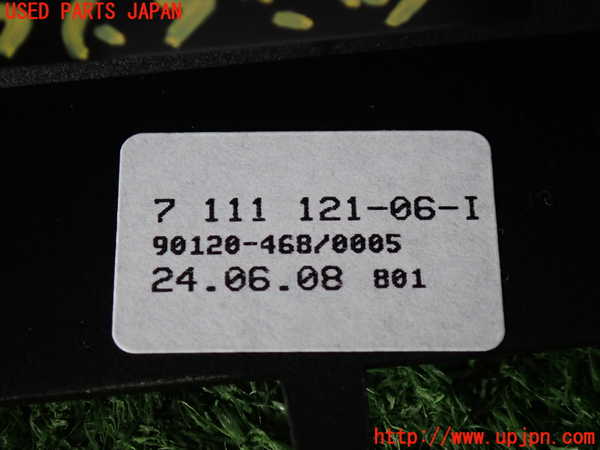 USED PARTS JAPAN
7 111 121-06-I
90120-468/0005
24.06.08 801
http://www.upjpn.com/